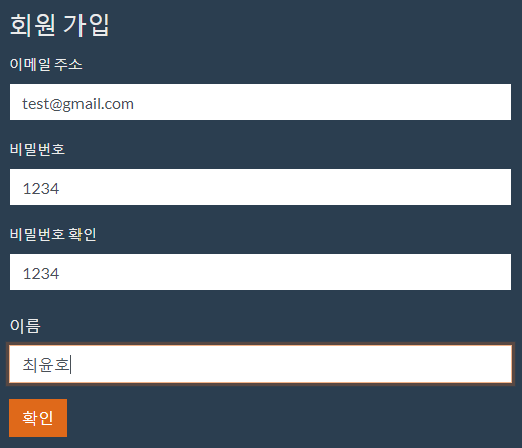 회원 가입
이메일 주소
test@gmail.com
비밀번호
1234
비밀번호 확인
1234
이름
최윤호
확인